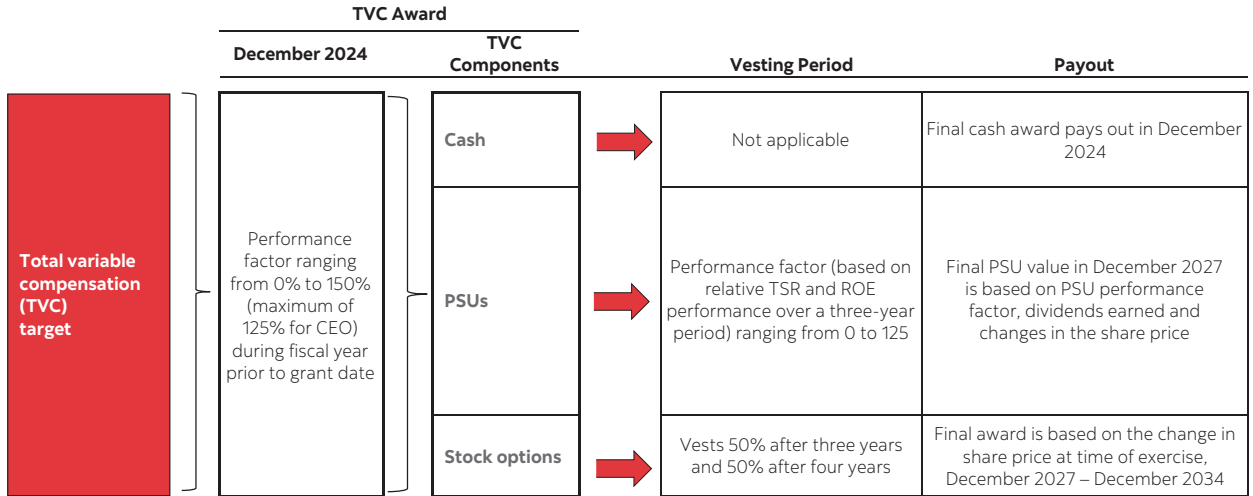 TVC Award
December 2024
TVC
Components
Vesting Period
Payout
Total variable
compensation
(TVC)
target
Performance
factor ranging
from 0% to 150%
(maximum of
125% for CEO)
during fiscal year
prior to grant date
Cash
Not applicable
Final cash award pays out in December
2024
PSUs
Performance factor (based on
relative TSR and ROE
performance over a three-year
period) ranging from 0 to 125
Final PSU value in December 2027
is based on PSU performance
factor, dividends earned and
changes in the share price
Stock options
Vests 50% after three years
and 50% after four years
Final award is based on the change in
share price at time of exercise,
December 2027 – December 2034